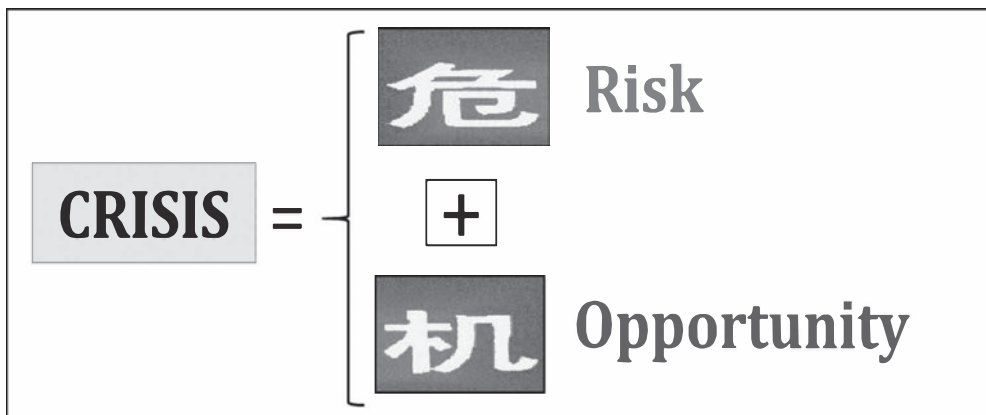 危 Risk
CRISIS = +
机 Opportunity